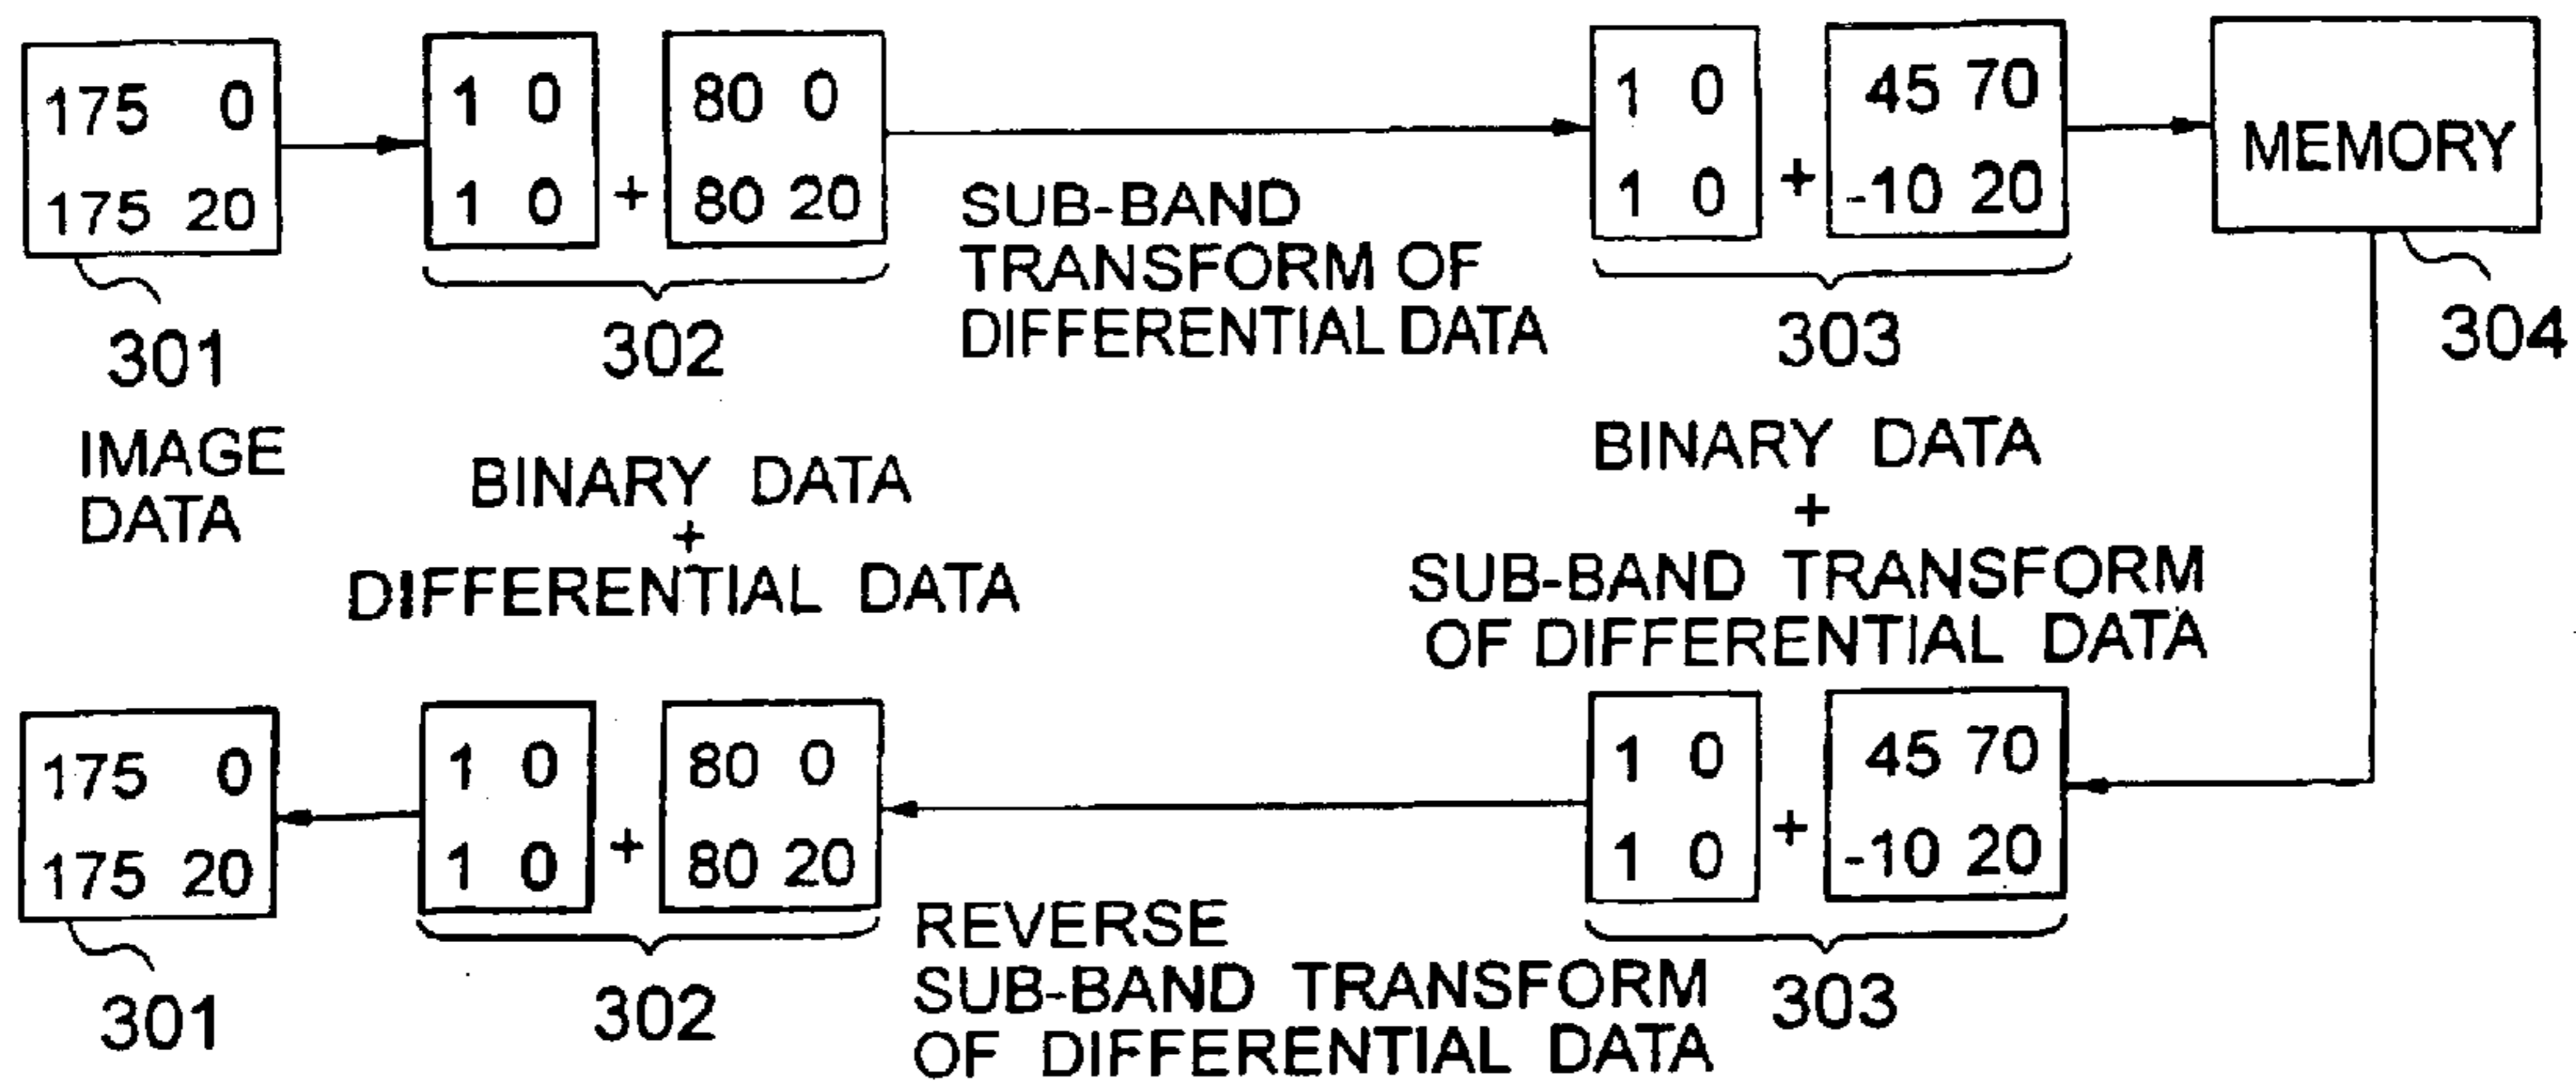 175 0
175 20
1 0
1 0
+
80 0
80 20
SUB-BAND
TRANSFORM OF
DIFFERENTIAL DATA
1 0
1 0
+
45 70
-10 20
MEMORY
301
302
303
304
IMAGE
DATA
BINARY DATA
+
DIFFERENTIAL DATA
BINARY DATA
+
SUB-BAND TRANSFORM
OF DIFFERENTIAL DATA
175 0
175 20
1 0
1 0
+
80 0
80 20
REVERSE
SUB-BAND TRANSFORM
OF DIFFERENTIAL DATA
1 0
1 0
+
45 70
-10 20
301
302
303